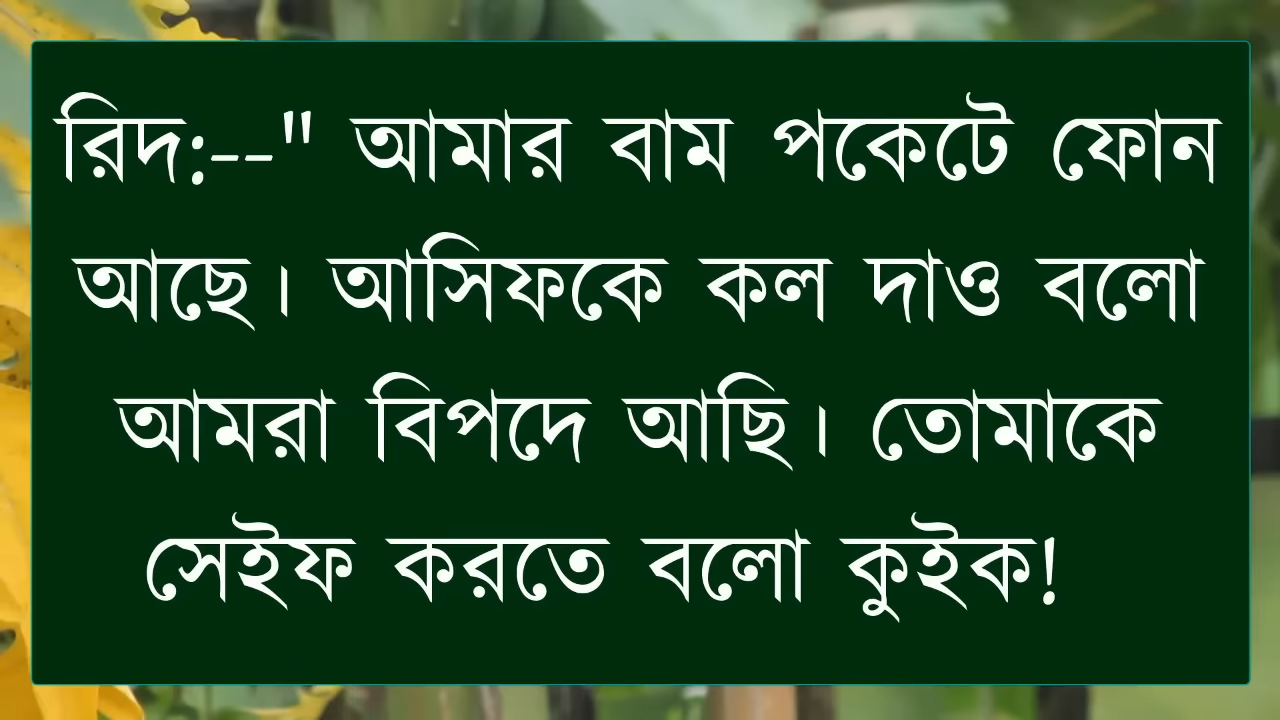 রিদ:--" আমার বাম পকেটে ফোন
আছে। আসিফকে কল দাও বলো
আমরা বিপদে আছি। তোমাকে
সেইফ করতে বলো কুইক!